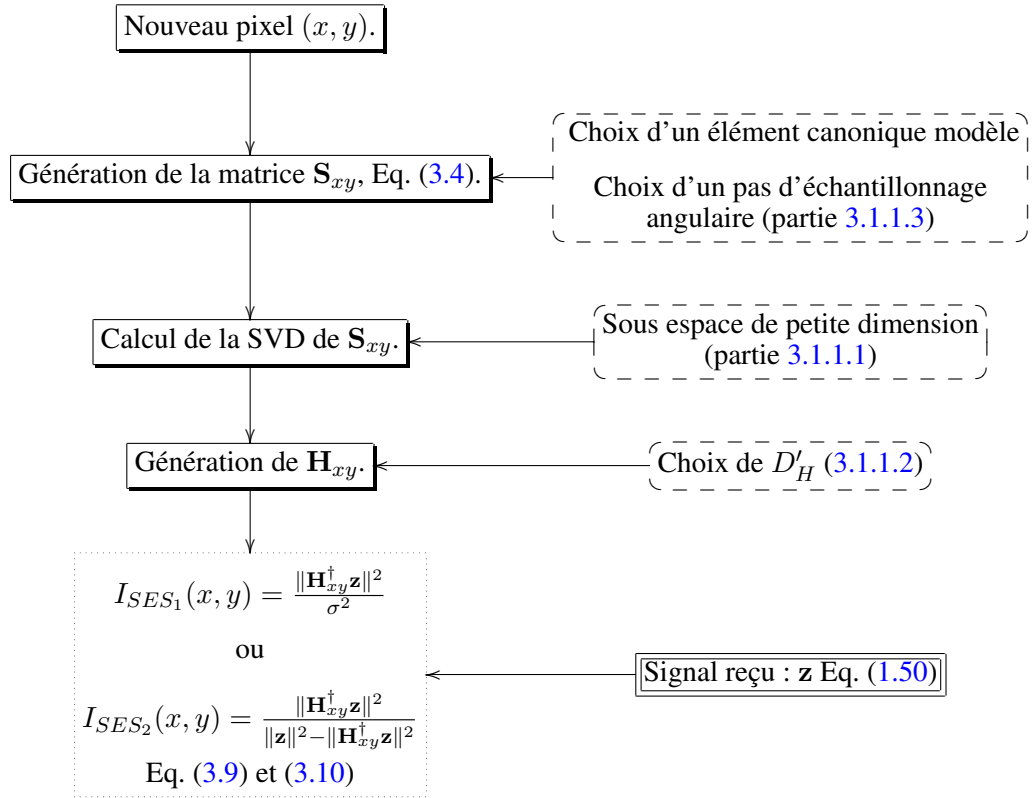 Nouveau pixel (x, y).
Choix d'un élément canonique modèle
Génération de la matrice S_{xy}, Eq. (3.4).
Choix d'un pas d'échantillonnage
angulaire (partie 3.1.1.3)
Calcul de la SVD de S_{xy}.
Sous espace de petite dimension
(partie 3.1.1.1)
Génération de H_{xy}.
Choix de D'_H (3.1.1.2)
I_{SES_1}(x, y) = \frac{\|H^†_{xy}z\|^2}{σ^2}
ou
Signal reçu : z Eq. (1.50)
I_{SES_2}(x, y) = \frac{\|H^†_{xy}z\|^2}{\|z\|^2−\|H^†_{xy}z\|^2}
Eq. (3.9) et (3.10)